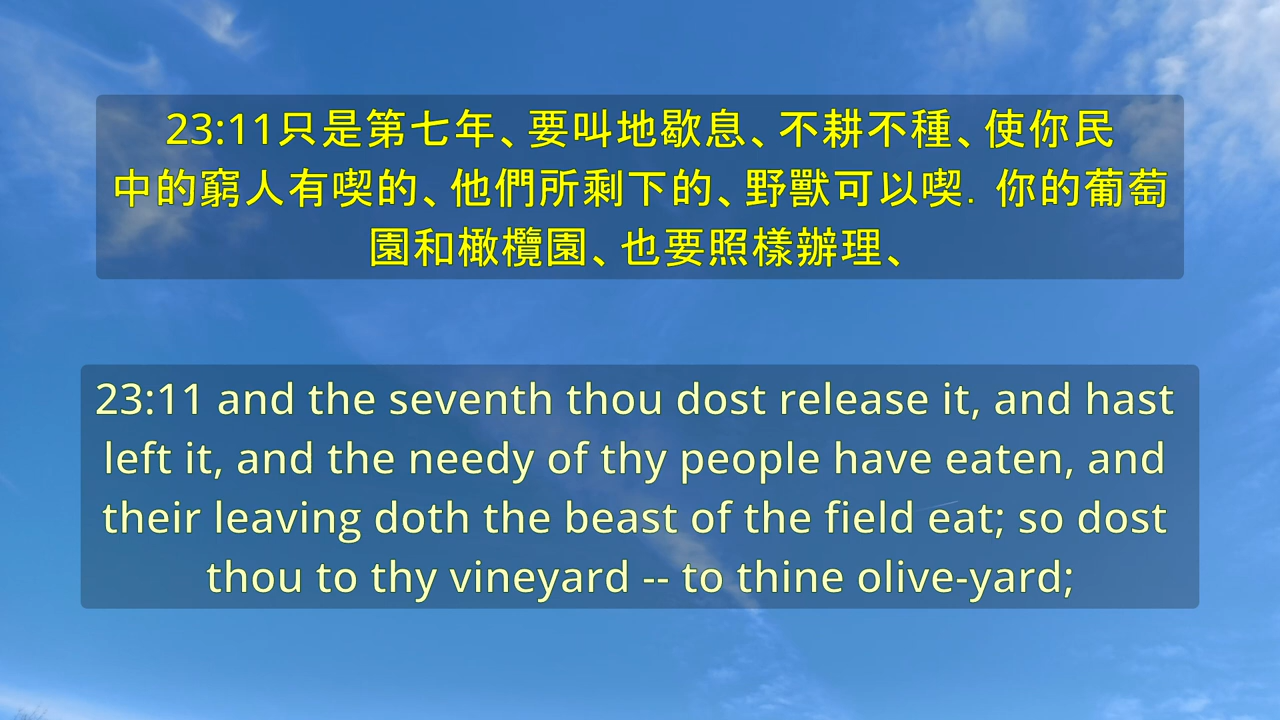 23:11只是第七年、要叫地歇息、不耕不種、使你民
中的窮人有喫的、他們所剩下的、野獸可以喫．你的葡萄
園和橄欖園、也要照樣辦理、
23:11 and the seventh thou dost release it, and hast
left it, and the needy of thy people have eaten, and
their leaving doth the beast of the field eat; so dost
thou to thy vineyard -- to thine olive-yard;